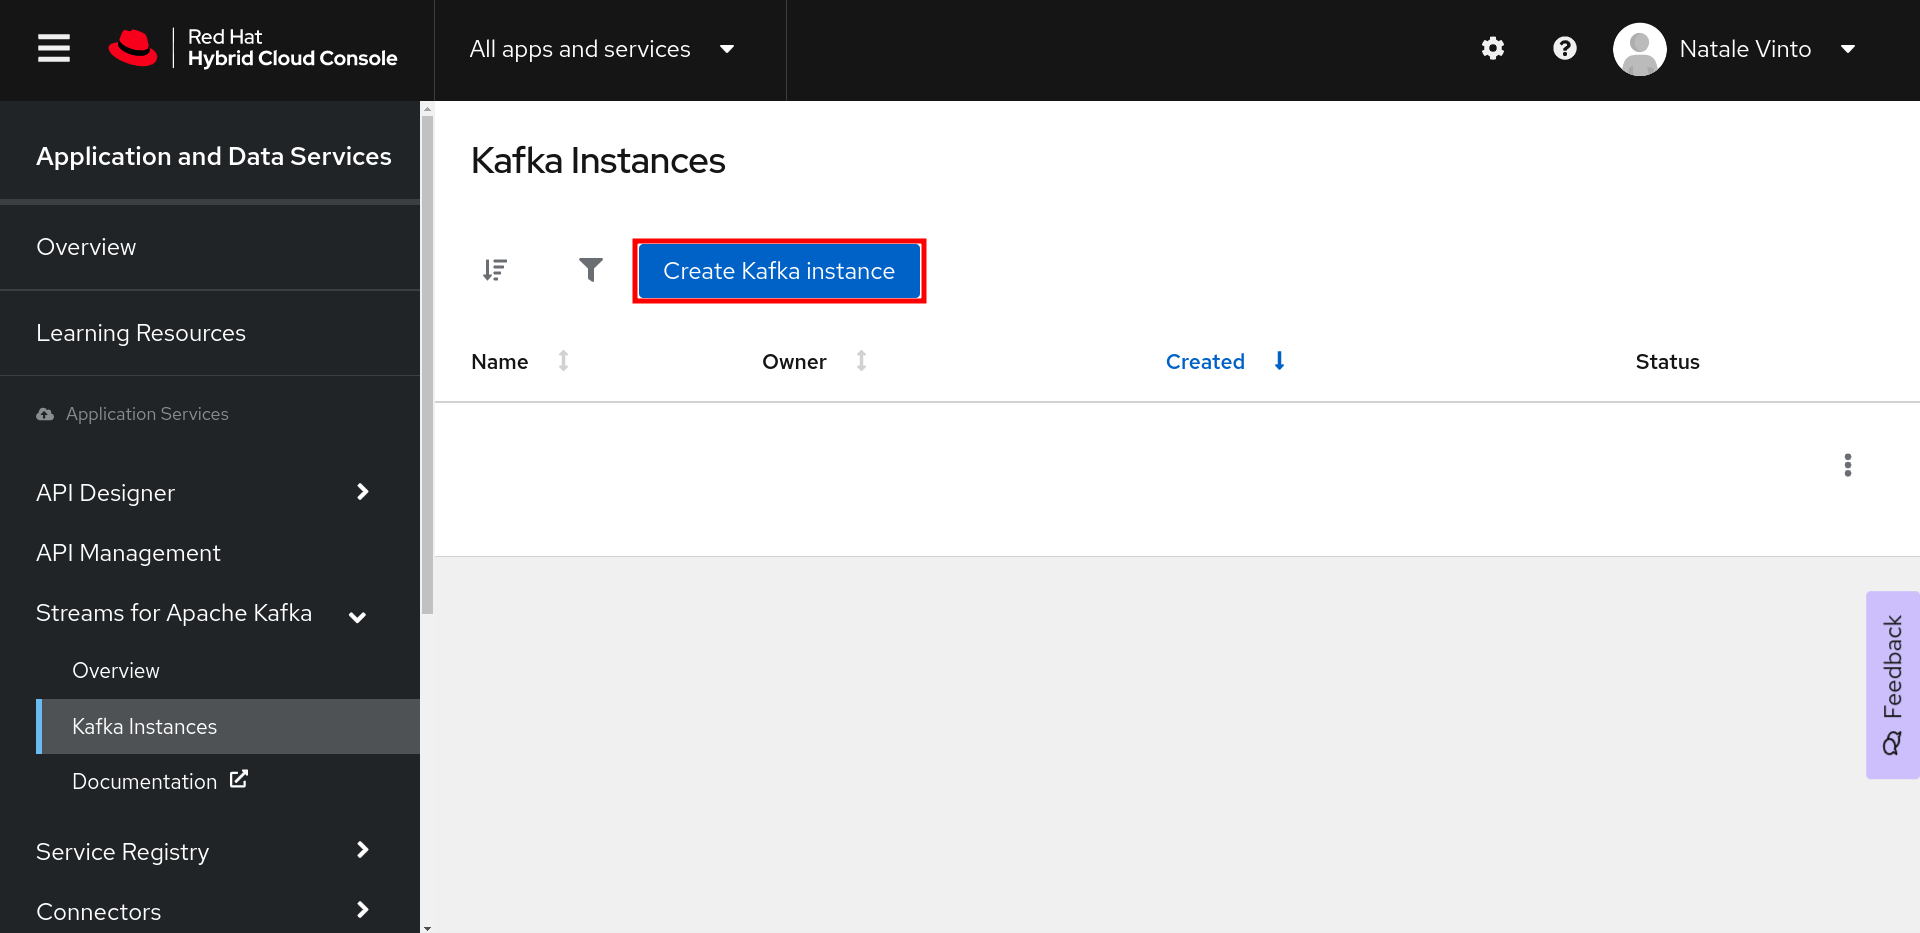 Red Hat
Hybrid Cloud Console
All apps and services
Natale Vinto
Application and Data Services
Overview
Learning Resources
Application Services
API Designer
API Management
Streams for Apache Kafka
Overview
Kafka Instances
Documentation
Service Registry
Connectors
Kafka Instances
Create Kafka instance
Name Owner Created Status
Feedback